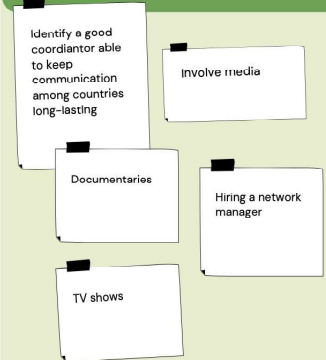 Identify a good
coordiantor able
to keep
communication
among countries
long-lasting
Involve media
Documentaries
Hiring a network
manager
TV shows